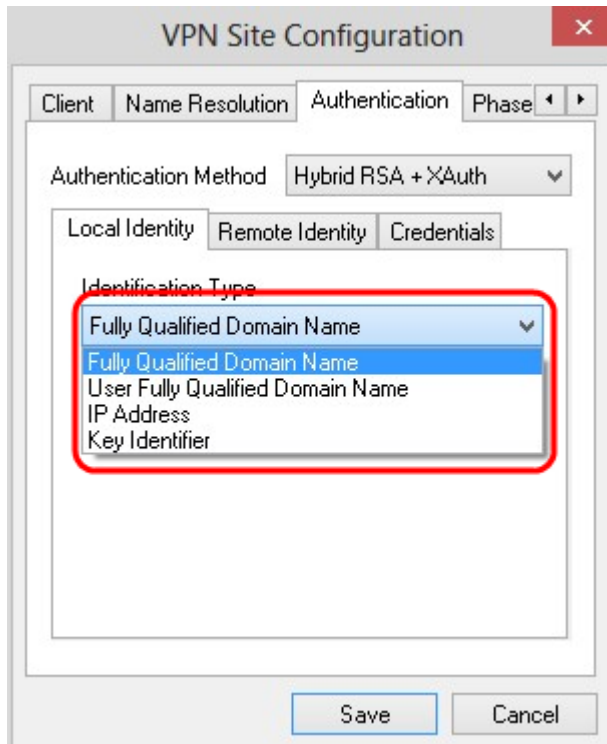 VPN Site Configuration
Client
Name Resolution
Authentication
Phase
Authentication Method
Hybrid RSA + XAuth
Local Identity
Remote Identity
Credentials
Identification Type
Fully Qualified Domain Name
Fully Qualified Domain Name
User Fully Qualified Domain Name
IP Address
Key Identifier
Save
Cancel